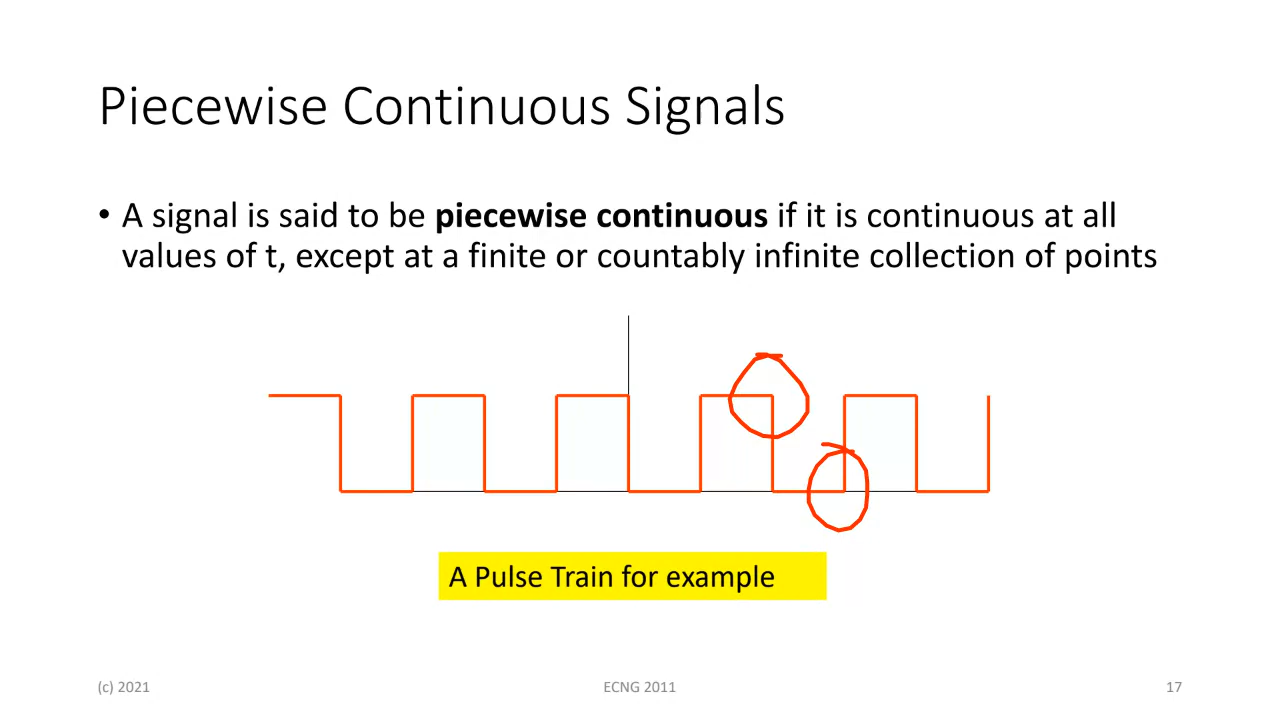 Piecewise Continuous Signals
• A signal is said to be piecewise continuous if it is continuous at all
values of t, except at a finite or countably infinite collection of points
A Pulse Train for example
(c) 2021
ECNG 2011
17